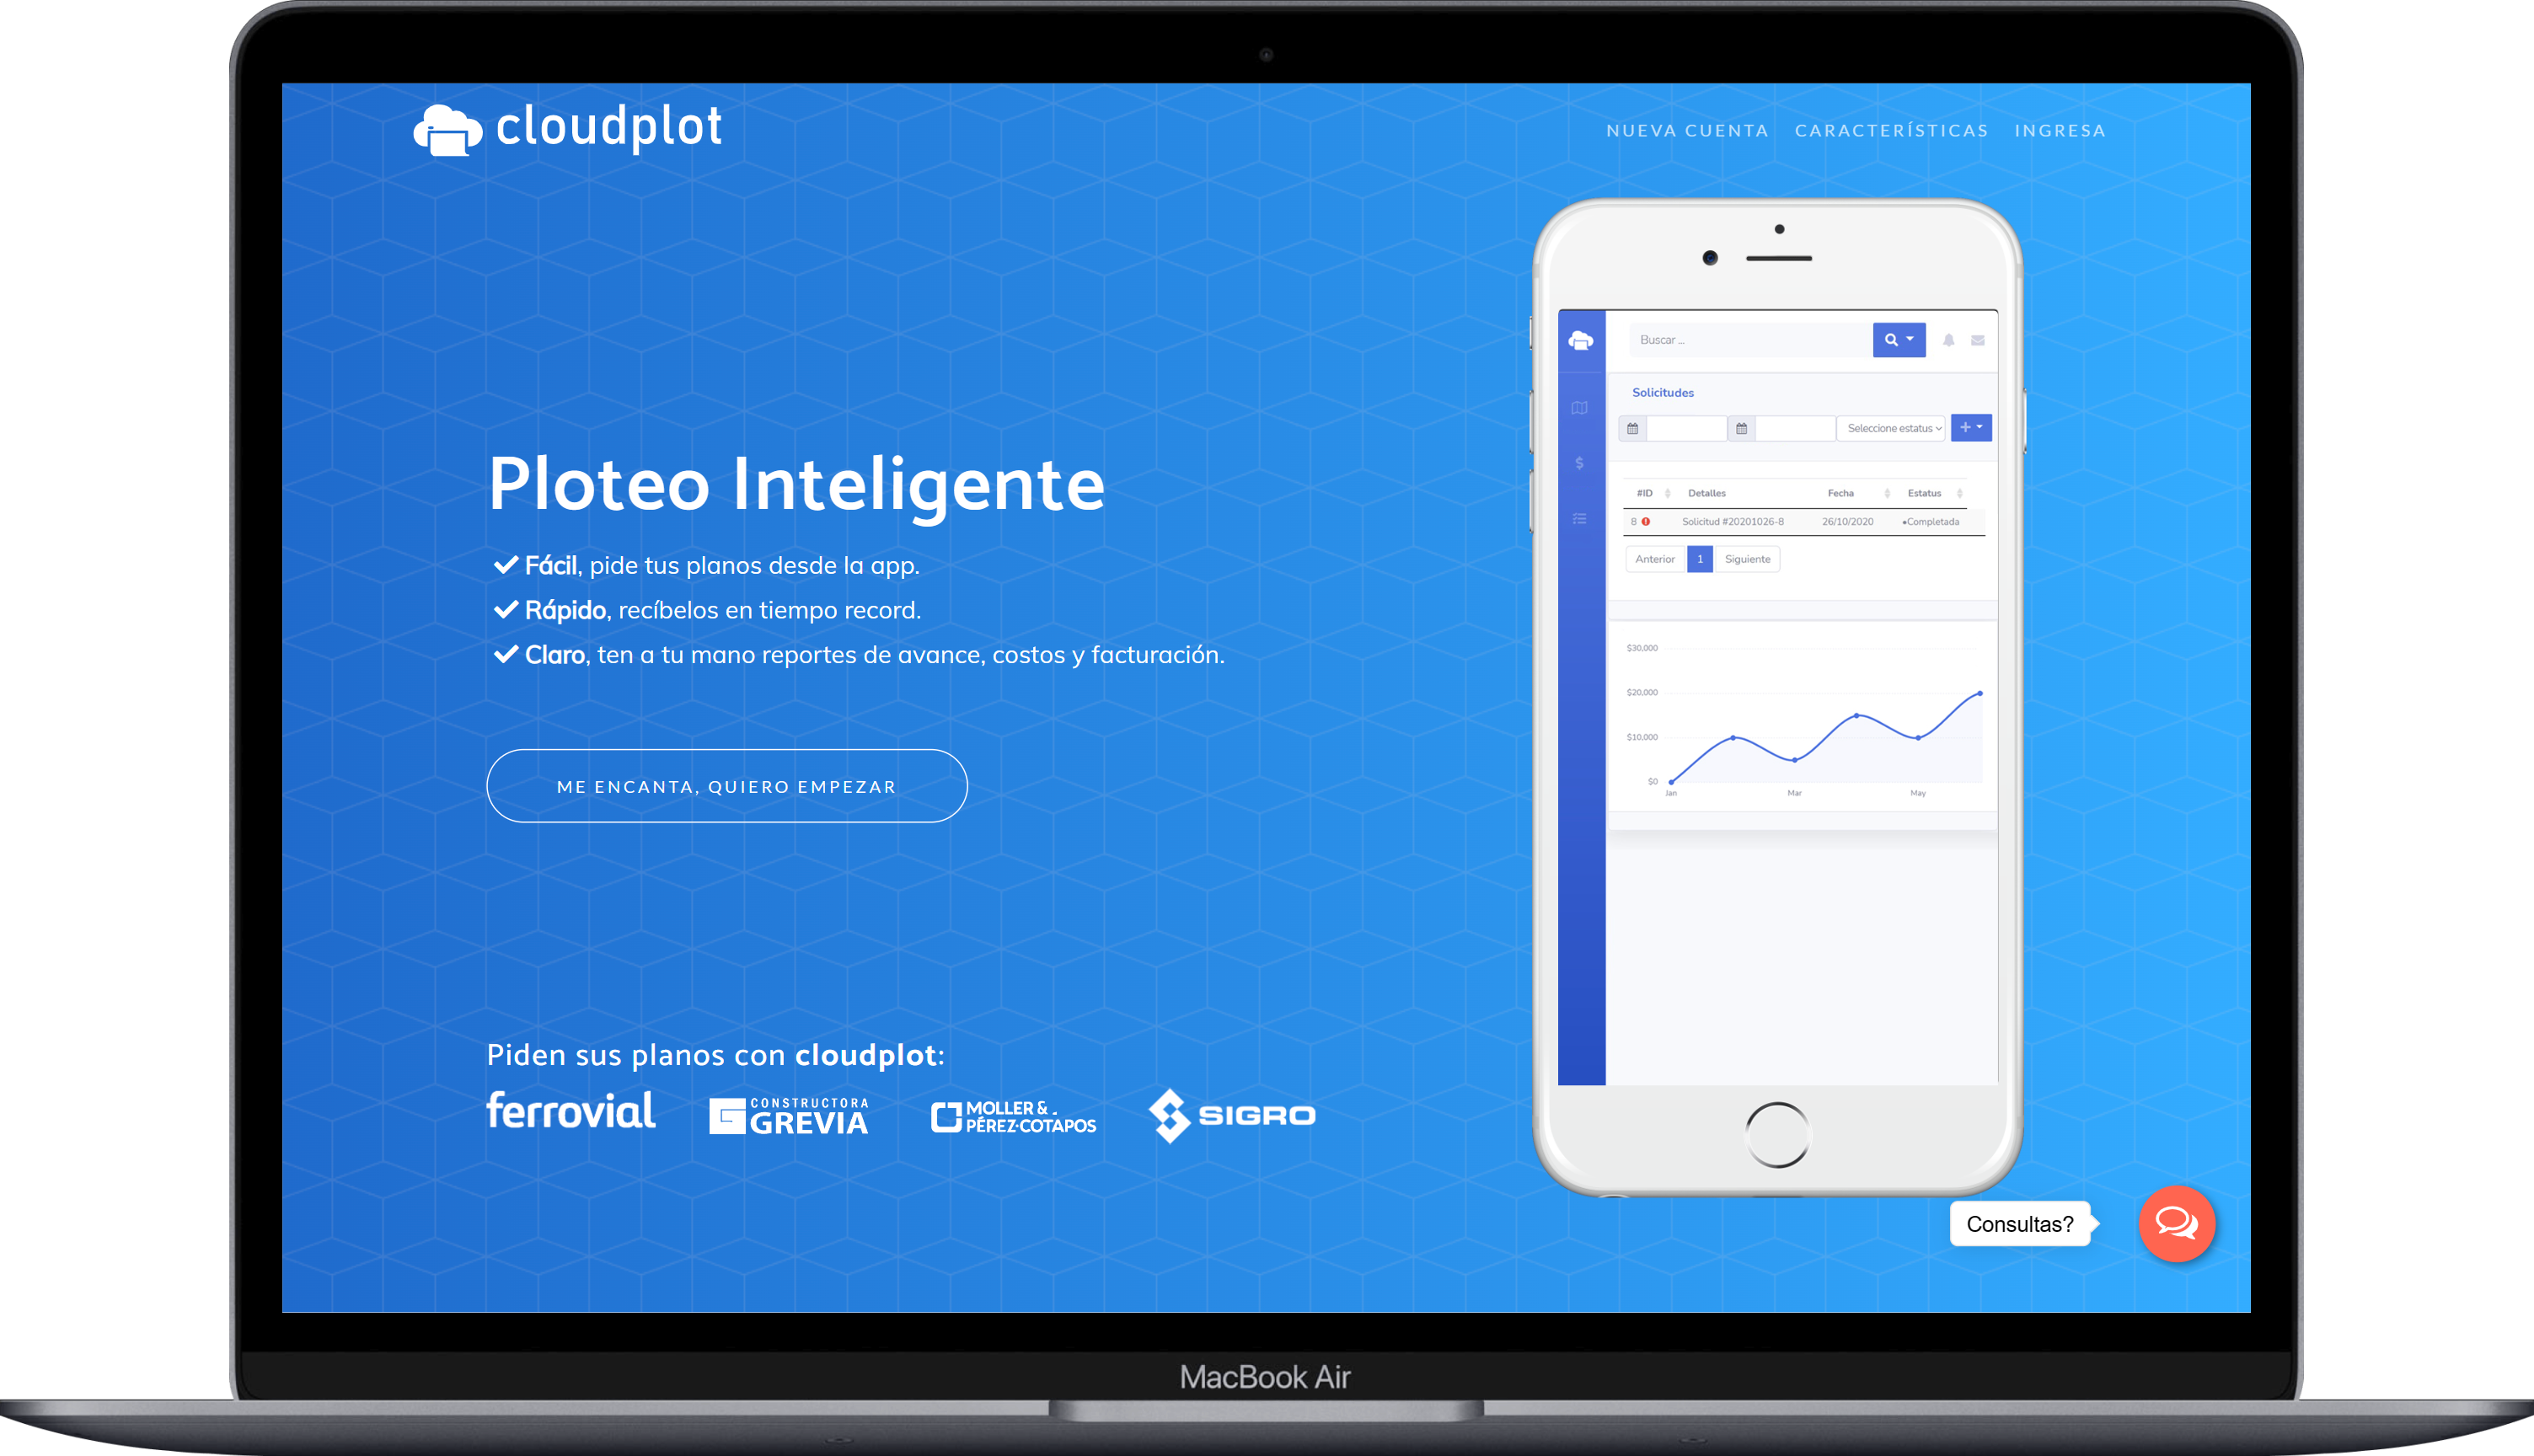 cloudplot
NUEVA CUENTA CARACTERÍSTICAS INGRESA
Ploteo Inteligente
Fácil, pide tus planos desde la app.
Rápido, recíbelos en tiempo record.
Claro, ten a tu mano reportes de avance, costos y facturación.
ME ENCANTA, QUIERO EMPEZAR
Piden sus planos con cloudplot:
ferrovial
CONSTRUCTORA
GREVIA
MOLLER &
PÉREZ-COTAPOS
SIGRO
Buscar ...
Solicitudes
Seleccione estatus
#ID Detalles Fecha Estatus
8 Solicitud #20201026-8 26/10/2020 •Completada
Anterior 1 Siguiente
$30,000
$20,000
$10,000
$0
Jan Mar May
Consultas?
MacBook Air